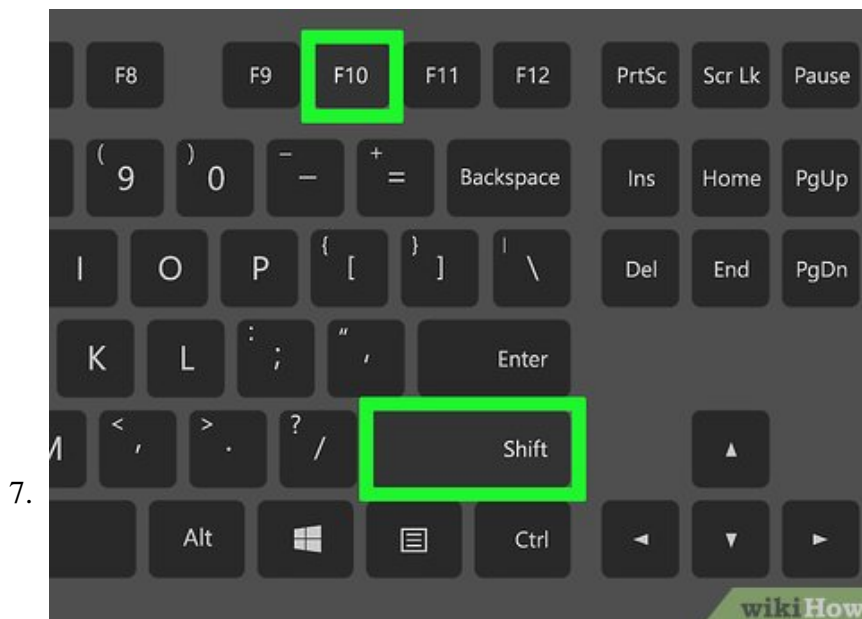 F8 F9 F10 F11 F12 PrtSc Scr Lk Pause
( 9 ) 0 – – + = Backspace Ins Home PgUp
I O P { [ } ] | \ Del End PgDn
K L : ; “ ' Enter
M < , > . ? / Shift
7.
Alt Ctrl
wikiHow